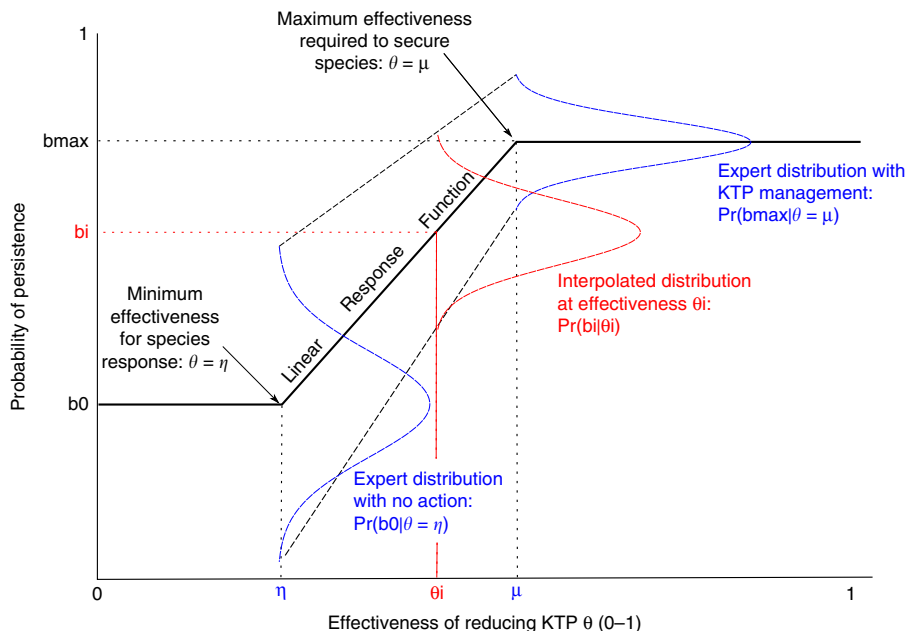 Maximum effectiveness
required to secure
species: θ = μ
1
bmax
Expert distribution with
KTP management:
Pr(bmax|θ = μ)
bi
Linear Response Function
Interpolated distribution
at effectiveness θi:
Pr(bi|θi)
Minimum
effectiveness
for species
response: θ = η
Probability of persistence
b0
Expert distribution
with no action:
Pr(b0|θ = η)
0
η
θi
μ
1
Effectiveness of reducing KTP θ (0–1)